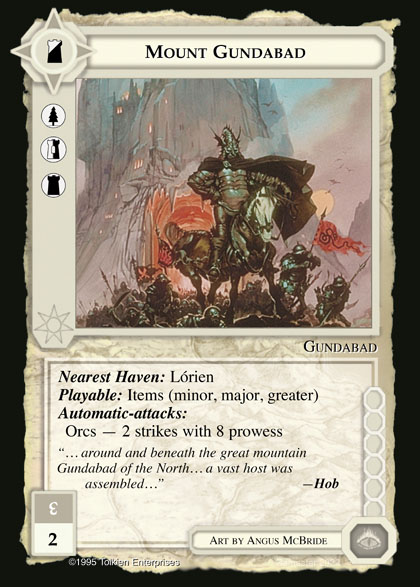 MOUNT GUNDABAD
GUNDABAD
Nearest Haven: Lórien
Playable: Items (minor, major, greater)
Automatic-attacks:
Orcs — 2 strikes with 8 prowess
“… around and beneath the great mountain
Gundabad of the North… a vast host was
assembled…” –Hob
ε
2
ART BY ANGUS MCBRIDE
©1995 Tolkien Enterprises